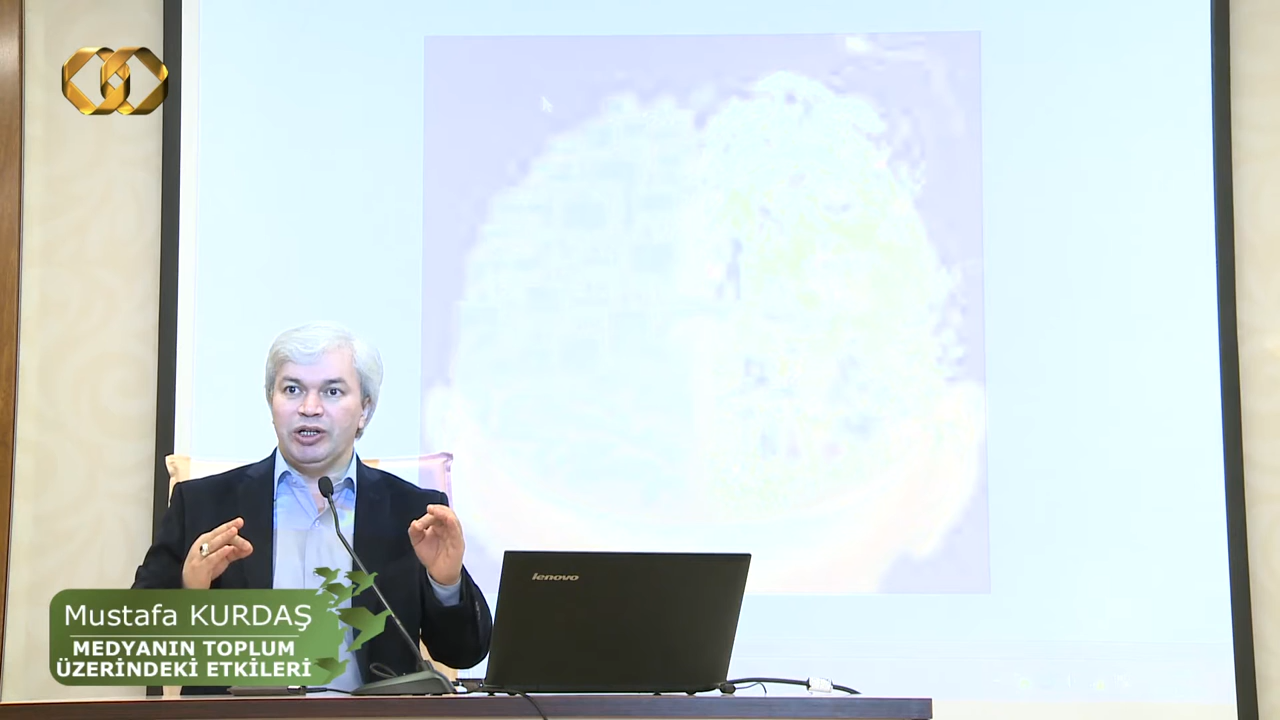 lenovo
Mustafa KURDAŞ
MEDYANIN TOPLUM
ÜZERİNDEKİ ETKİLERİ